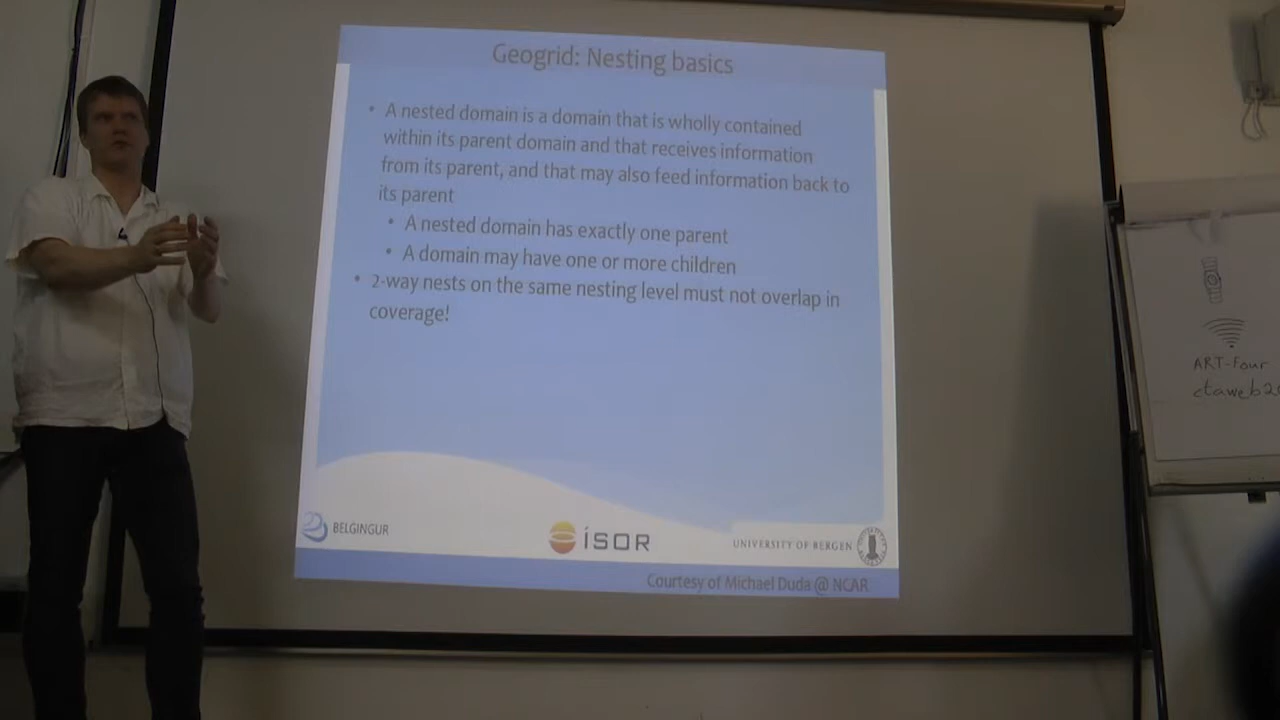 Geogrid: Nesting basics
• A nested domain is a domain that is wholly contained
within its parent domain and that receives information
from its parent, and that may also feed information back to
its parent
• A nested domain has exactly one parent
• A domain may have one or more children
• 2-way nests on the same nesting level must not overlap in
coverage!
BELGINGUR
ÍSOR
UNIVERSITY OF BERGEN
Courtesy of Michael Duda @ NCAR
ART-Four